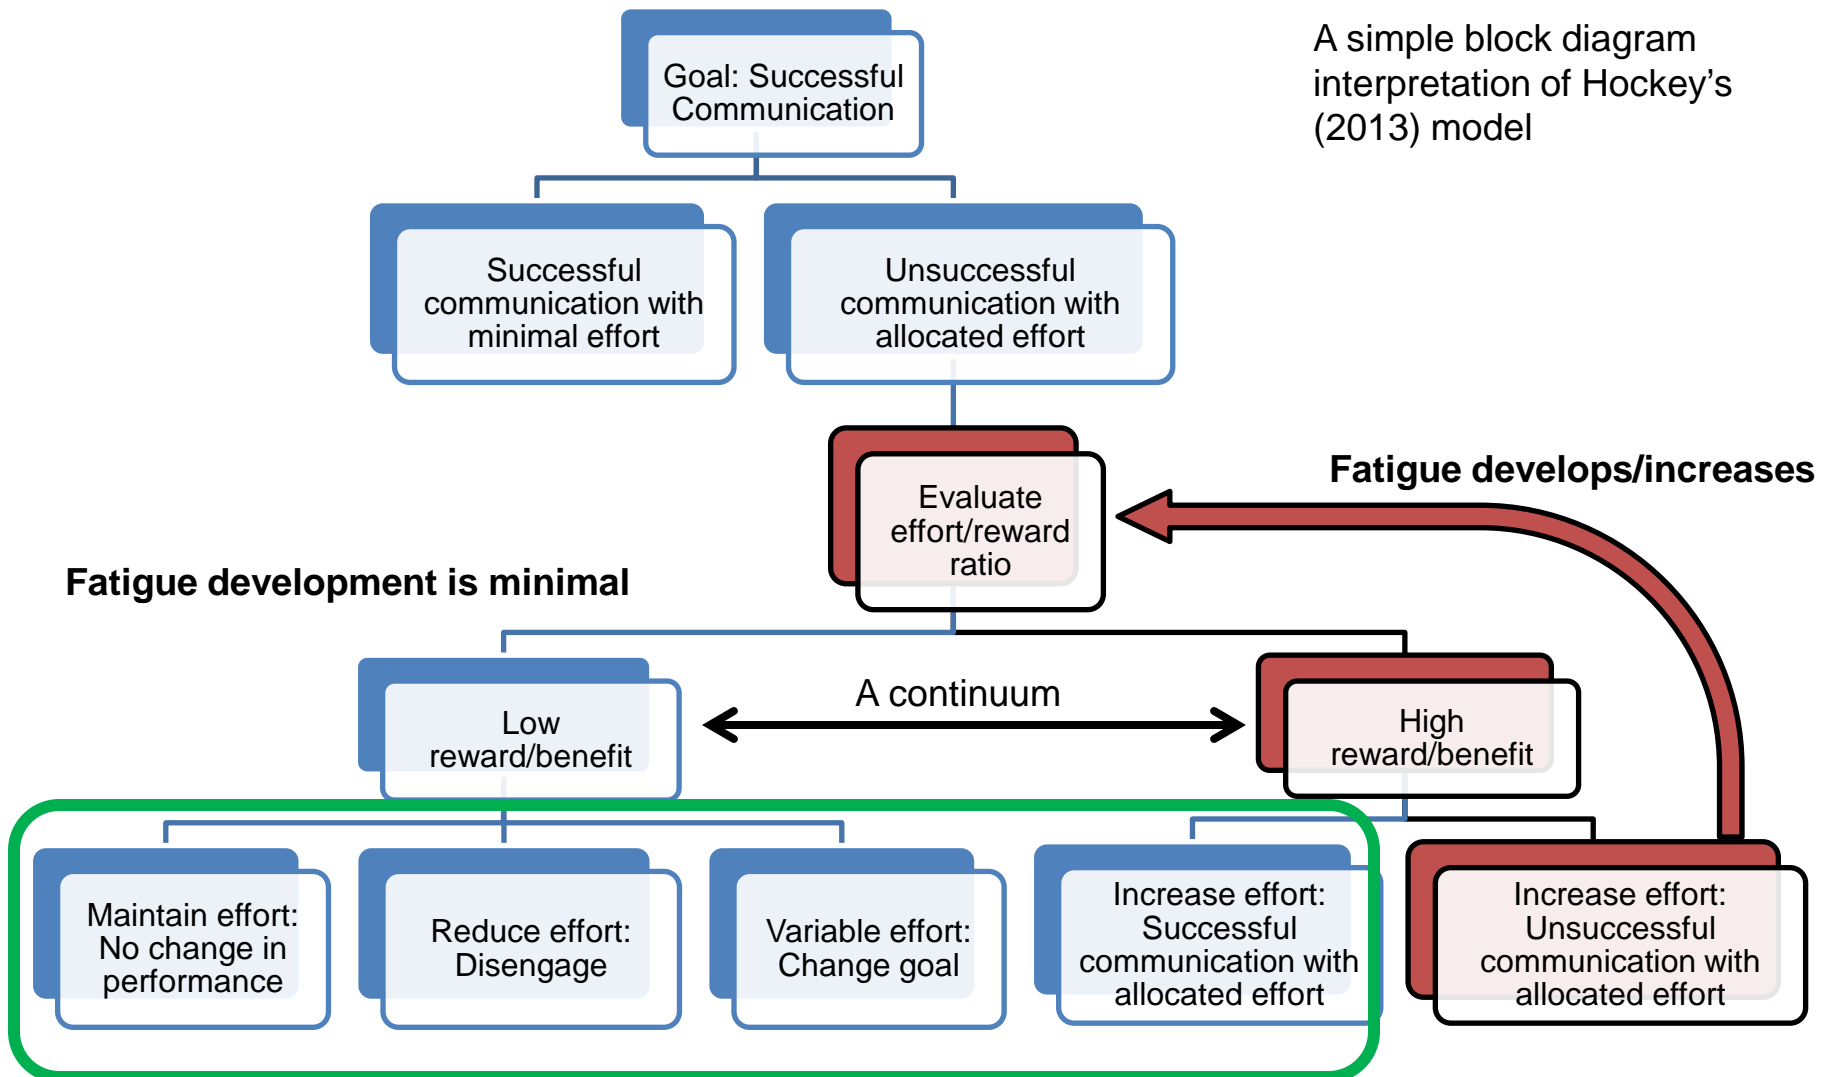 Goal: Successful
Communication
A simple block diagram
interpretation of Hockey’s
(2013) model
Successful
communication with
minimal effort
Unsuccessful
communication with
allocated effort
Evaluate
effort/reward
ratio
Fatigue develops/increases
Fatigue development is minimal
Low
reward/benefit
A continuum
High
reward/benefit
Maintain effort:
No change in
performance
Reduce effort:
Disengage
Variable effort:
Change goal
Increase effort:
Successful
communication with
allocated effort
Increase effort:
Unsuccessful
communication with
allocated effort